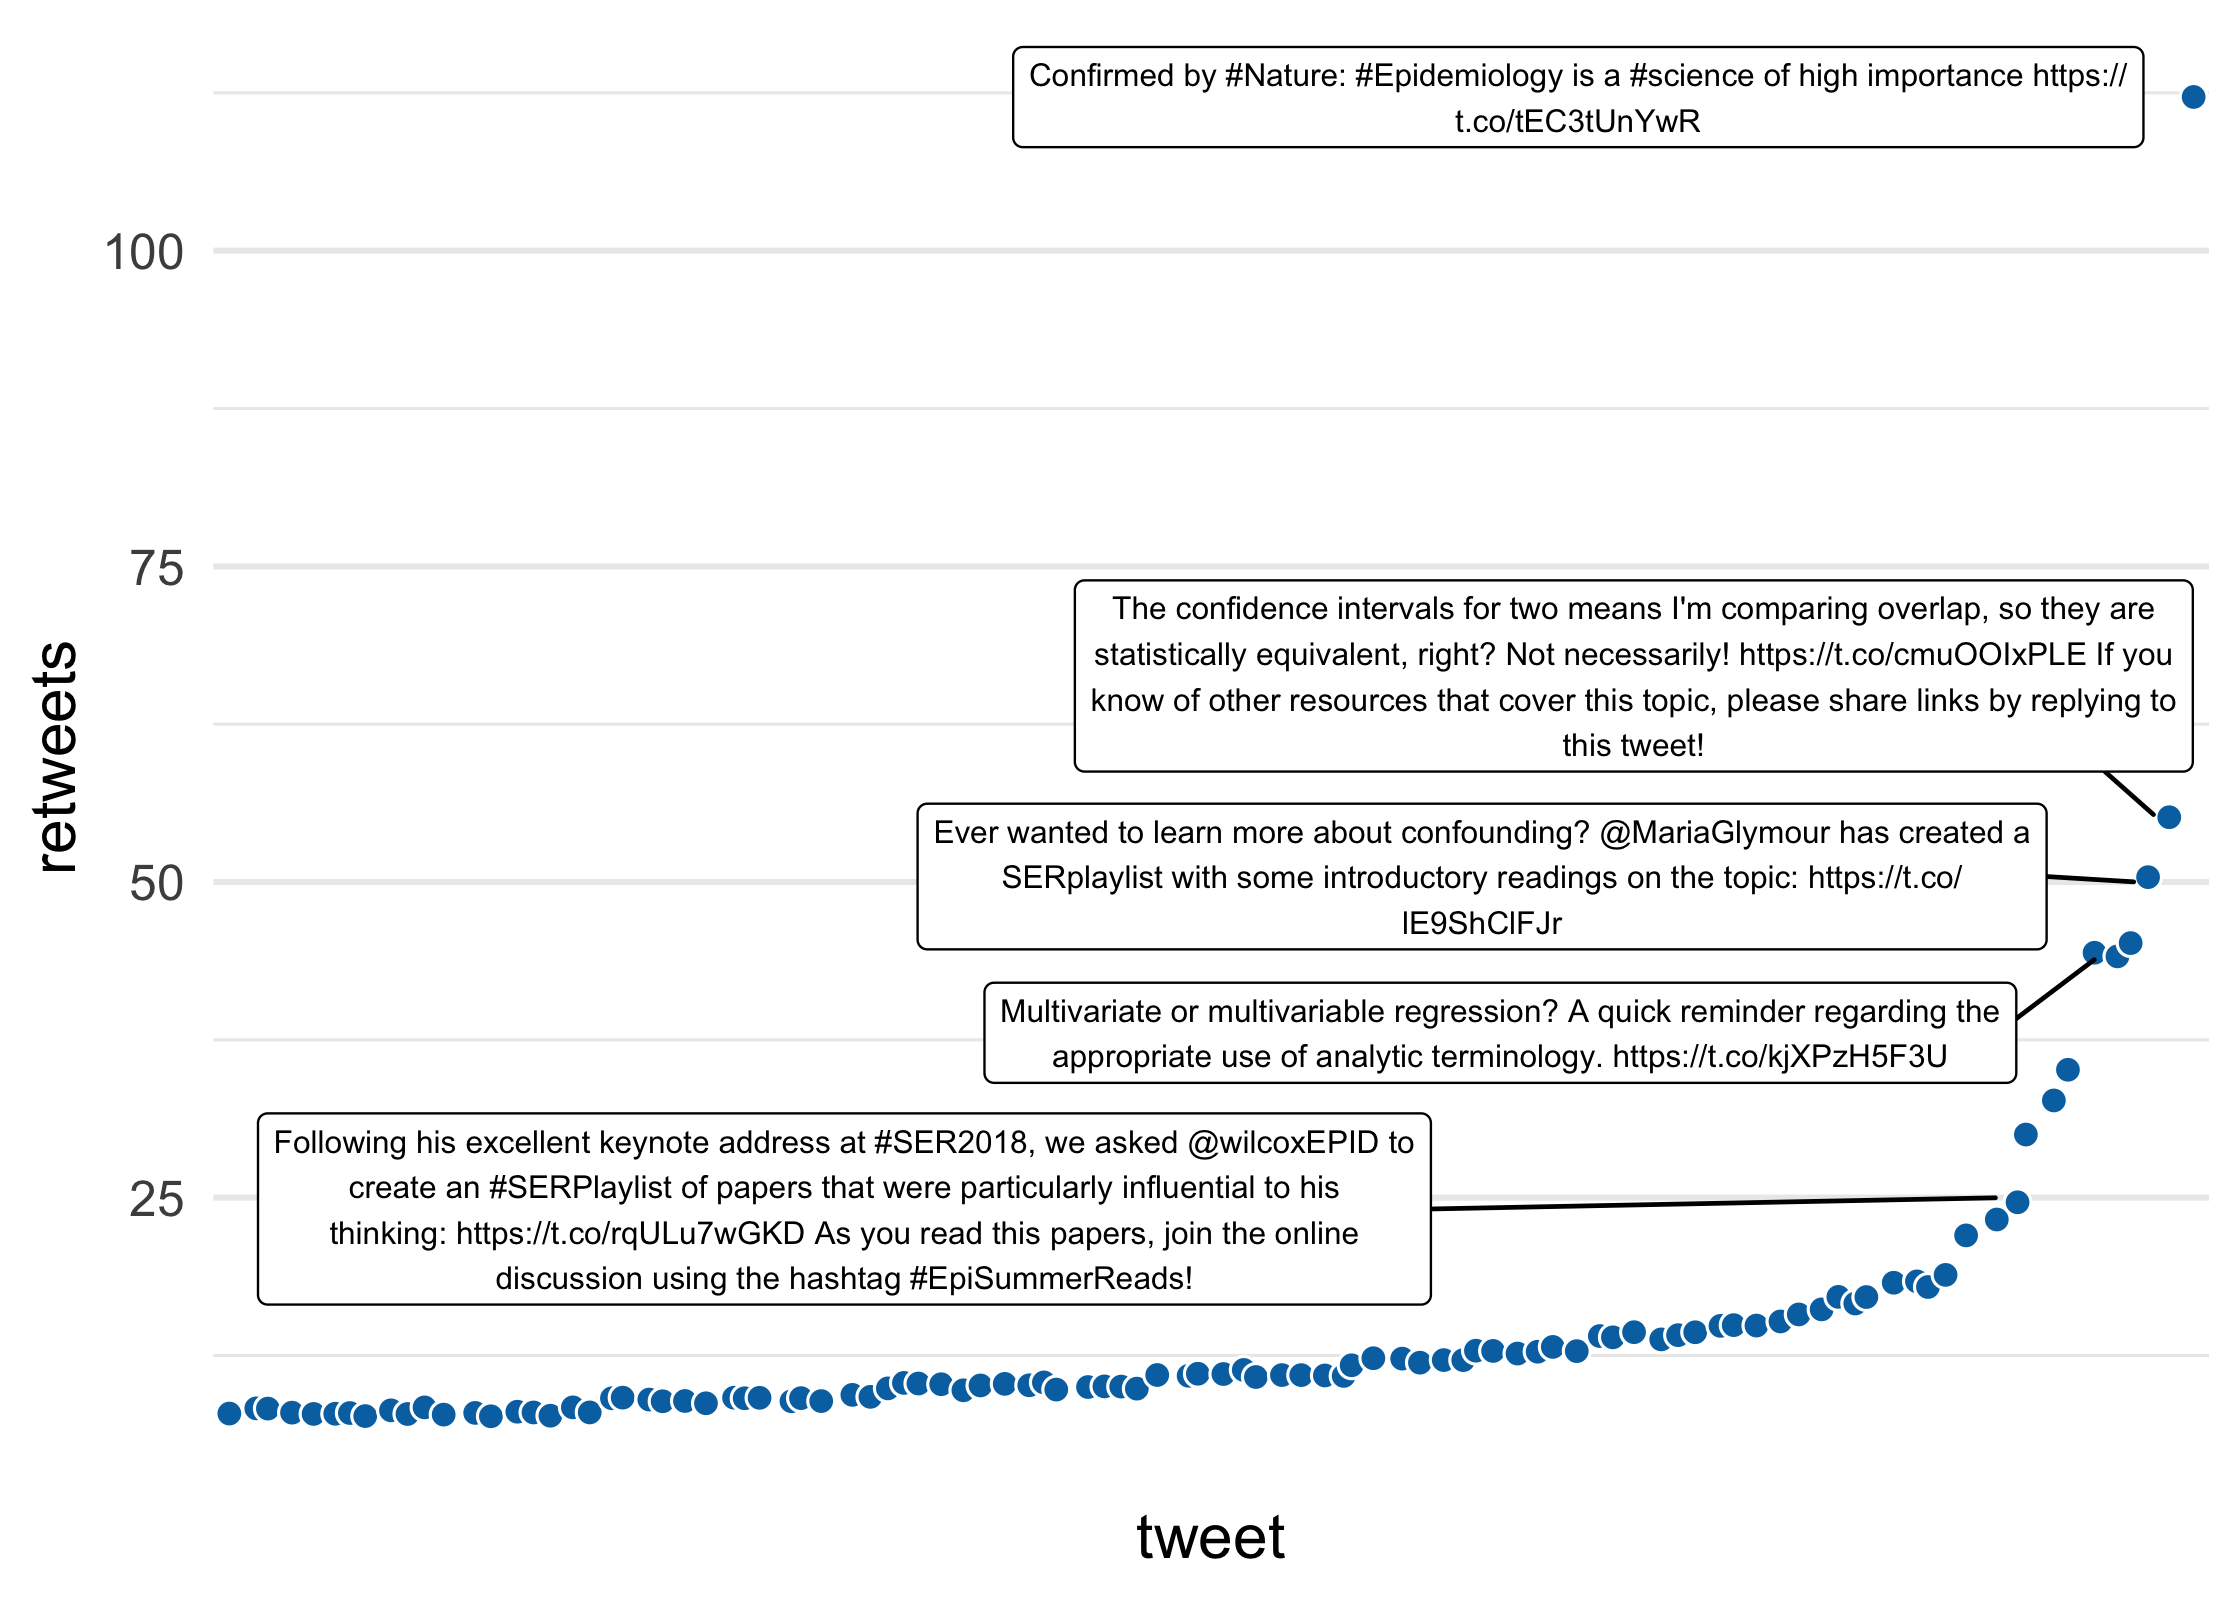 Confirmed by #Nature: #Epidemiology is a #science of high importance https://
t.co/tEC3tUnYwR
100
75
The confidence intervals for two means I'm comparing overlap, so they are
statistically equivalent, right? Not necessarily! https://t.co/cmuOOIxPLE If you
know of other resources that cover this topic, please share links by replying to
this tweet!
retweets
Ever wanted to learn more about confounding? @MariaGlymour has created a
SERplaylist with some introductory readings on the topic: https://t.co/
lE9ShClFJr
50
Multivariate or multivariable regression? A quick reminder regarding the
appropriate use of analytic terminology. https://t.co/kjXPzH5F3U
Following his excellent keynote address at #SER2018, we asked @wilcoxEPID to
create an #SERPlaylist of papers that were particularly influential to his
thinking: https://t.co/rqULu7wGKD As you read this papers, join the online
discussion using the hashtag #EpiSummerReads!
25
tweet